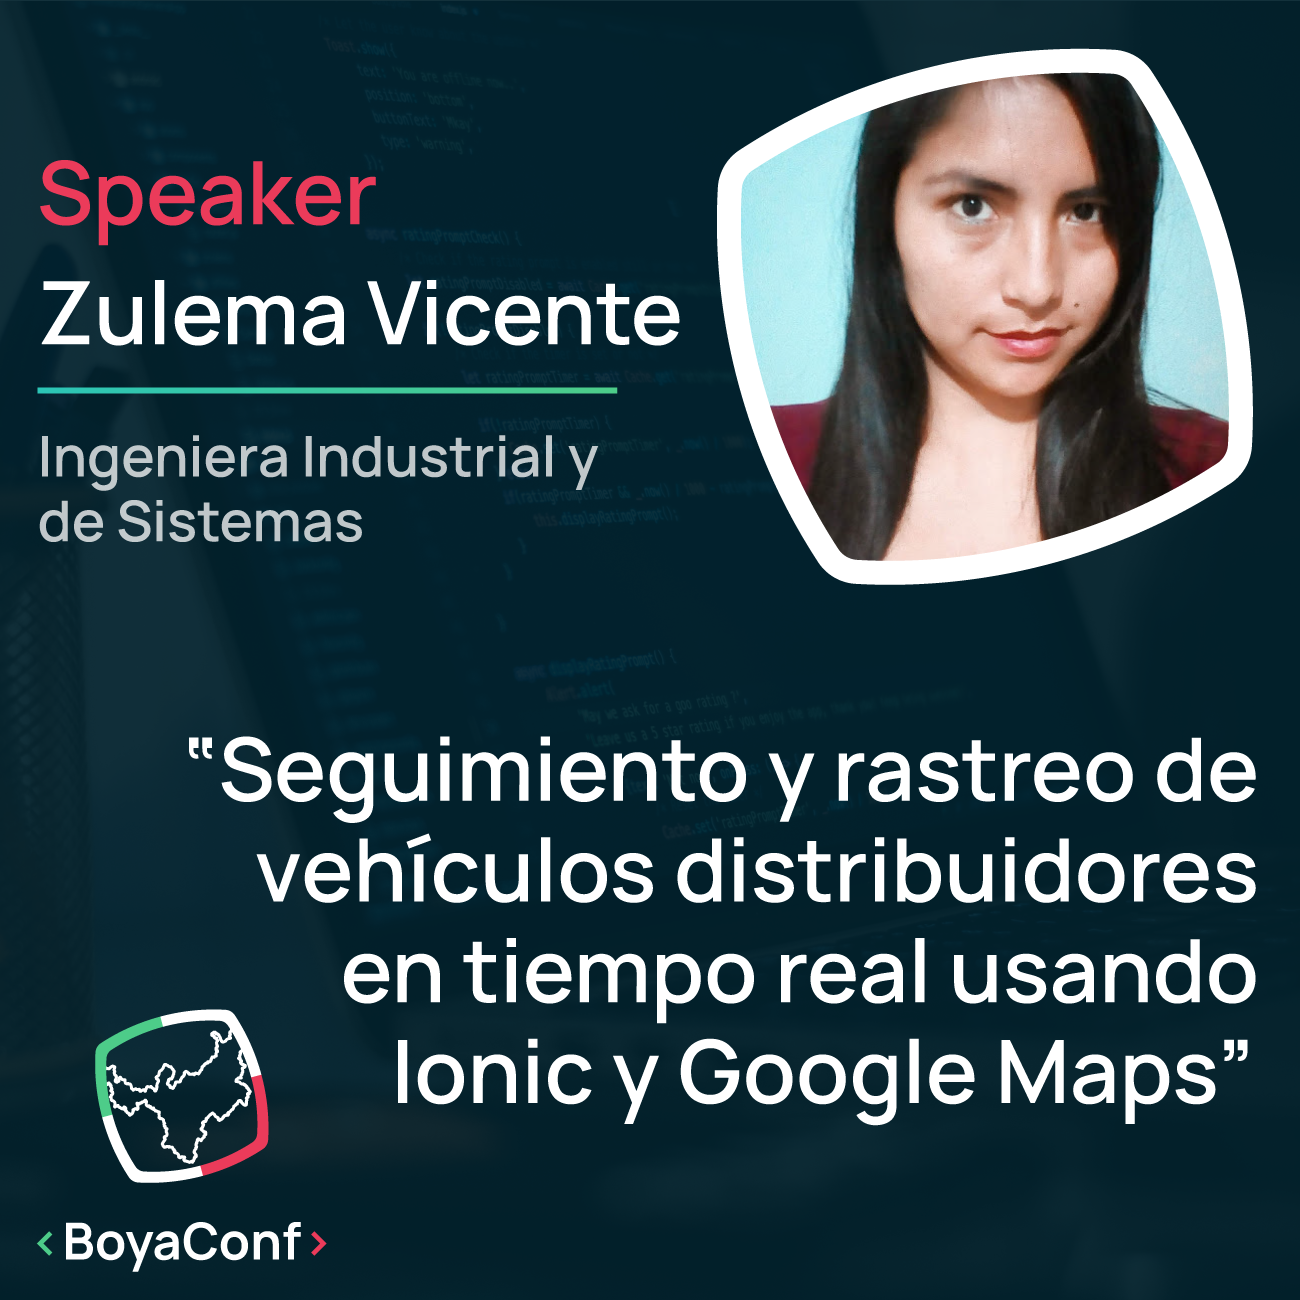 Speaker
Zulema Vicente
Ingeniera Industrial y
de Sistemas
“Seguimiento y rastreo de
vehículos distribuidores
en tiempo real usando
Ionic y Google Maps”
<BoyaConf>